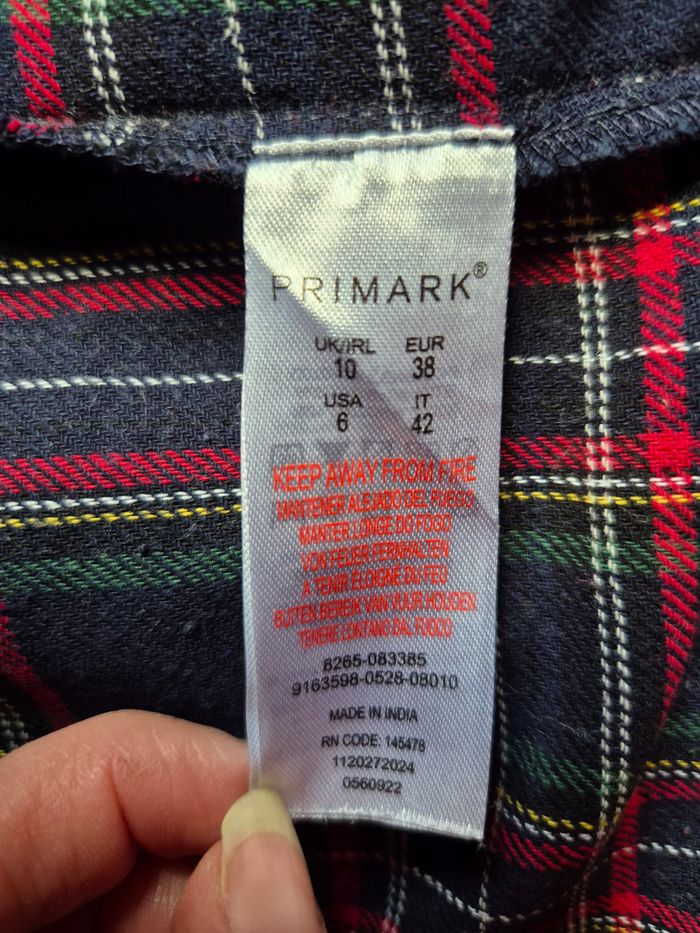 PRIMARK®
UK/IRL EUR
10 38
USA IT
6 42
KEEP AWAY FROM FIRE
MANTENER ALEJADO DEL FUEGO
MANTER LONGE DO FOGO
VON FEUER FERNHALTEN
A TENIR ÉLOIGNE DU FEU
BUITEN BEREIK VAN VUUR HOUDEN
TENERE LONTANO DAL FUOCO
8265-083385
9163598-0528-08010
MADE IN INDIA
RN CODE: 145478
1120272024
0560922